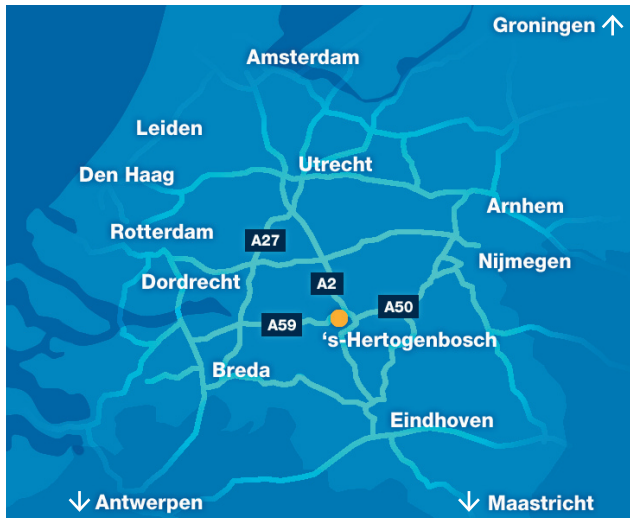 Groningen ↑
Amsterdam
Leiden
Utrecht
Den Haag
Arnhem
Rotterdam
A27
Nijmegen
Dordrecht
A2
A50
A59
‘s-Hertogenbosch
Breda
Eindhoven
↓ Antwerpen
↓ Maastricht